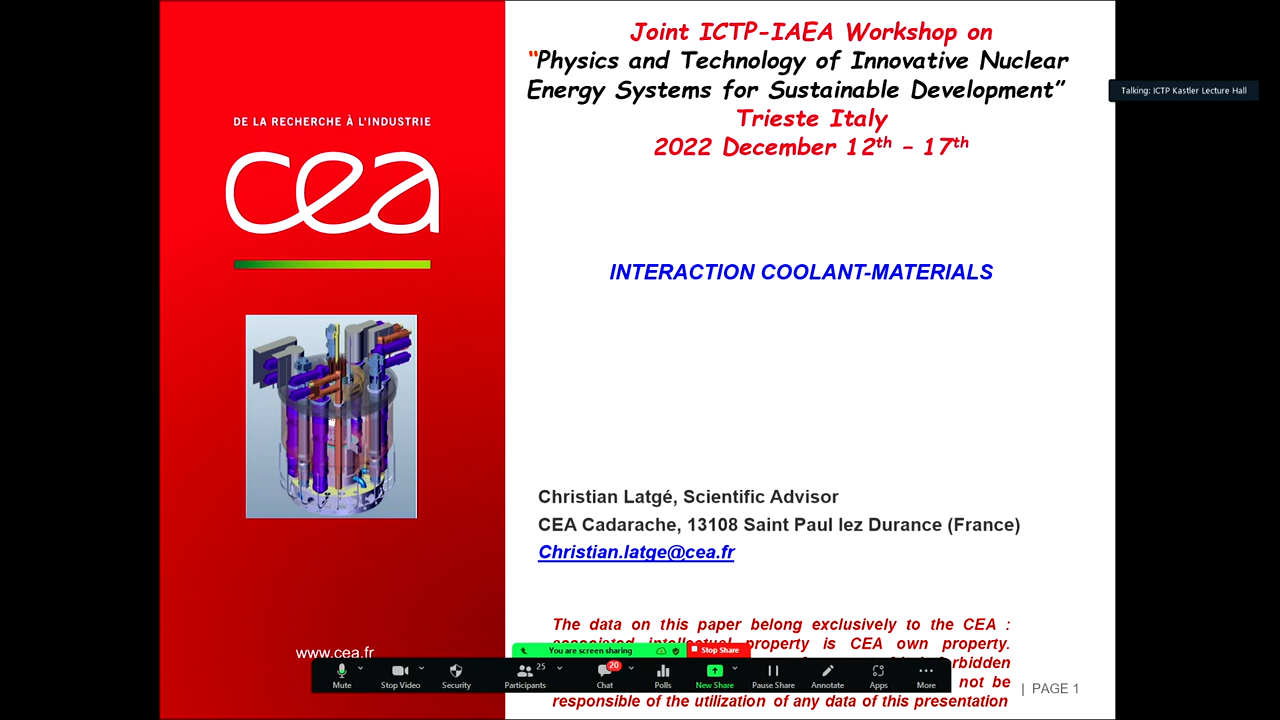 Joint ICTP-IAEA Workshop on
“Physics and Technology of Innovative Nuclear
Energy Systems for Sustainable Development”
Trieste Italy
2022 December 12th – 17th
Talking: ICTP Kastler Lecture Hall
DE LA RECHERCHE À L'INDUSTRIE
cea
INTERACTION COOLANT-MATERIALS
Christian Latgé, Scientific Advisor
CEA Cadarache, 13108 Saint Paul lez Durance (France)
Christian.latge@cea.fr
The data on this paper belong exclusively to the CEA :
associated intellectual property is CEA own property.
forbidden
not be
responsible of the utilization of any data of this presentation
| PAGE 1
www.cea.fr
You are screen sharing
Stop Share
25
20
Mute
Stop Video
Security
Participants
Chat
Polls
New Share
Pause Share
Annotate
Apps
More